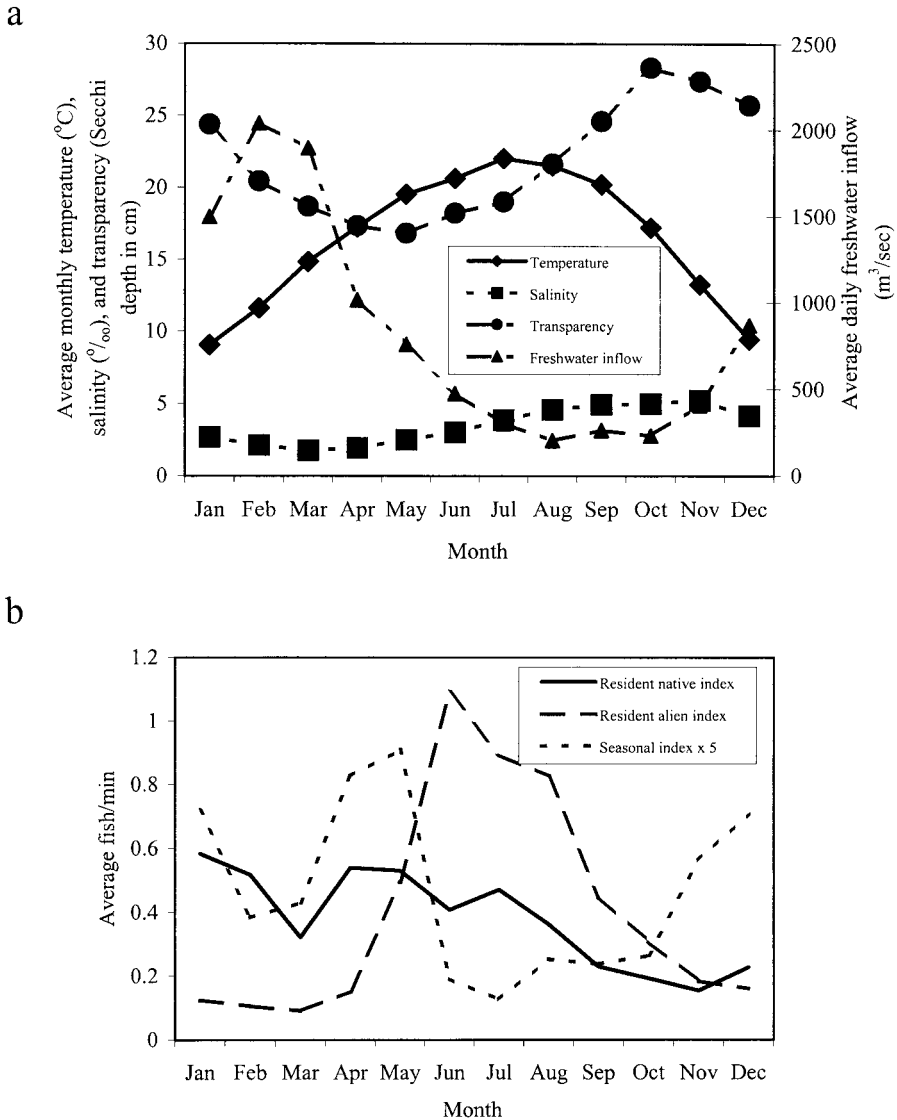 a
Average monthly temperature (°C),
salinity (°/∞), and transparency (Secchi
depth in cm)
30
25
20
15
10
5
0
2500
2000
1500
1000
500
0
Average daily freshwater inflow
(m³/sec)
Temperature
Salinity
Transparency
Freshwater inflow
Jan Feb Mar Apr May Jun Jul Aug Sep Oct Nov Dec
Month
b
Average fish/min
1.2
1
0.8
0.6
0.4
0.2
0
Resident native index
Resident alien index
Seasonal index x 5
Jan Feb Mar Apr May Jun Jul Aug Sep Oct Nov Dec
Month